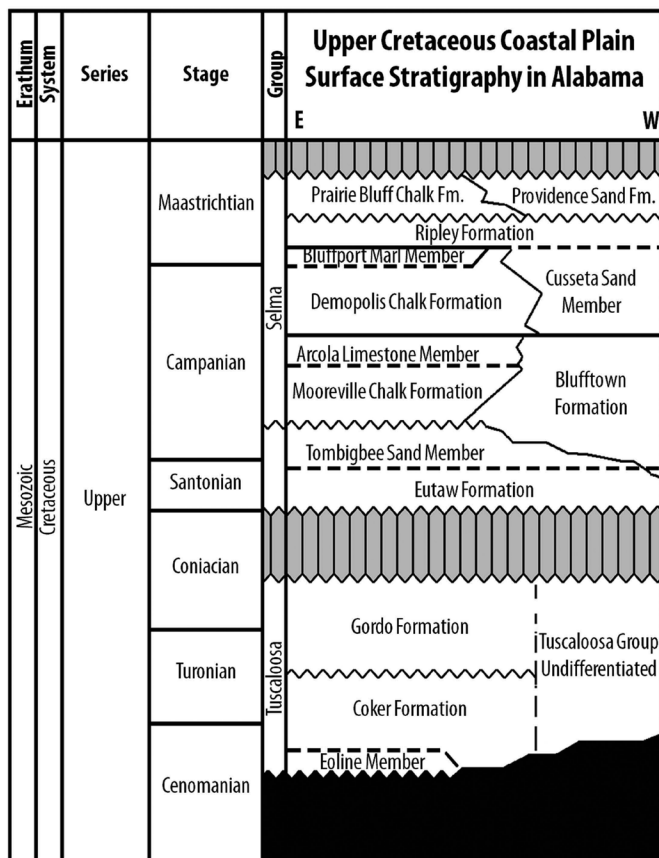 Upper Cretaceous Coastal Plain
Surface Stratigraphy in Alabama
Erathum
System
Series
Stage
Group
E
W
Mesozoic
Cretaceous
Upper
Maastrichtian
Campanian
Santonian
Coniacian
Turonian
Cenomanian
Selma
Tuscaloosa
Prairie Bluff Chalk Fm.
Providence Sand Fm.
Ripley Formation
Bluffport Marl Member
Cusseta Sand
Member
Demopolis Chalk Formation
Arcola Limestone Member
Mooreville Chalk Formation
Blufftown
Formation
Tombigbee Sand Member
Eutaw Formation
Gordo Formation
Tuscaloosa Group
Undifferentiated
Coker Formation
Eoline Member